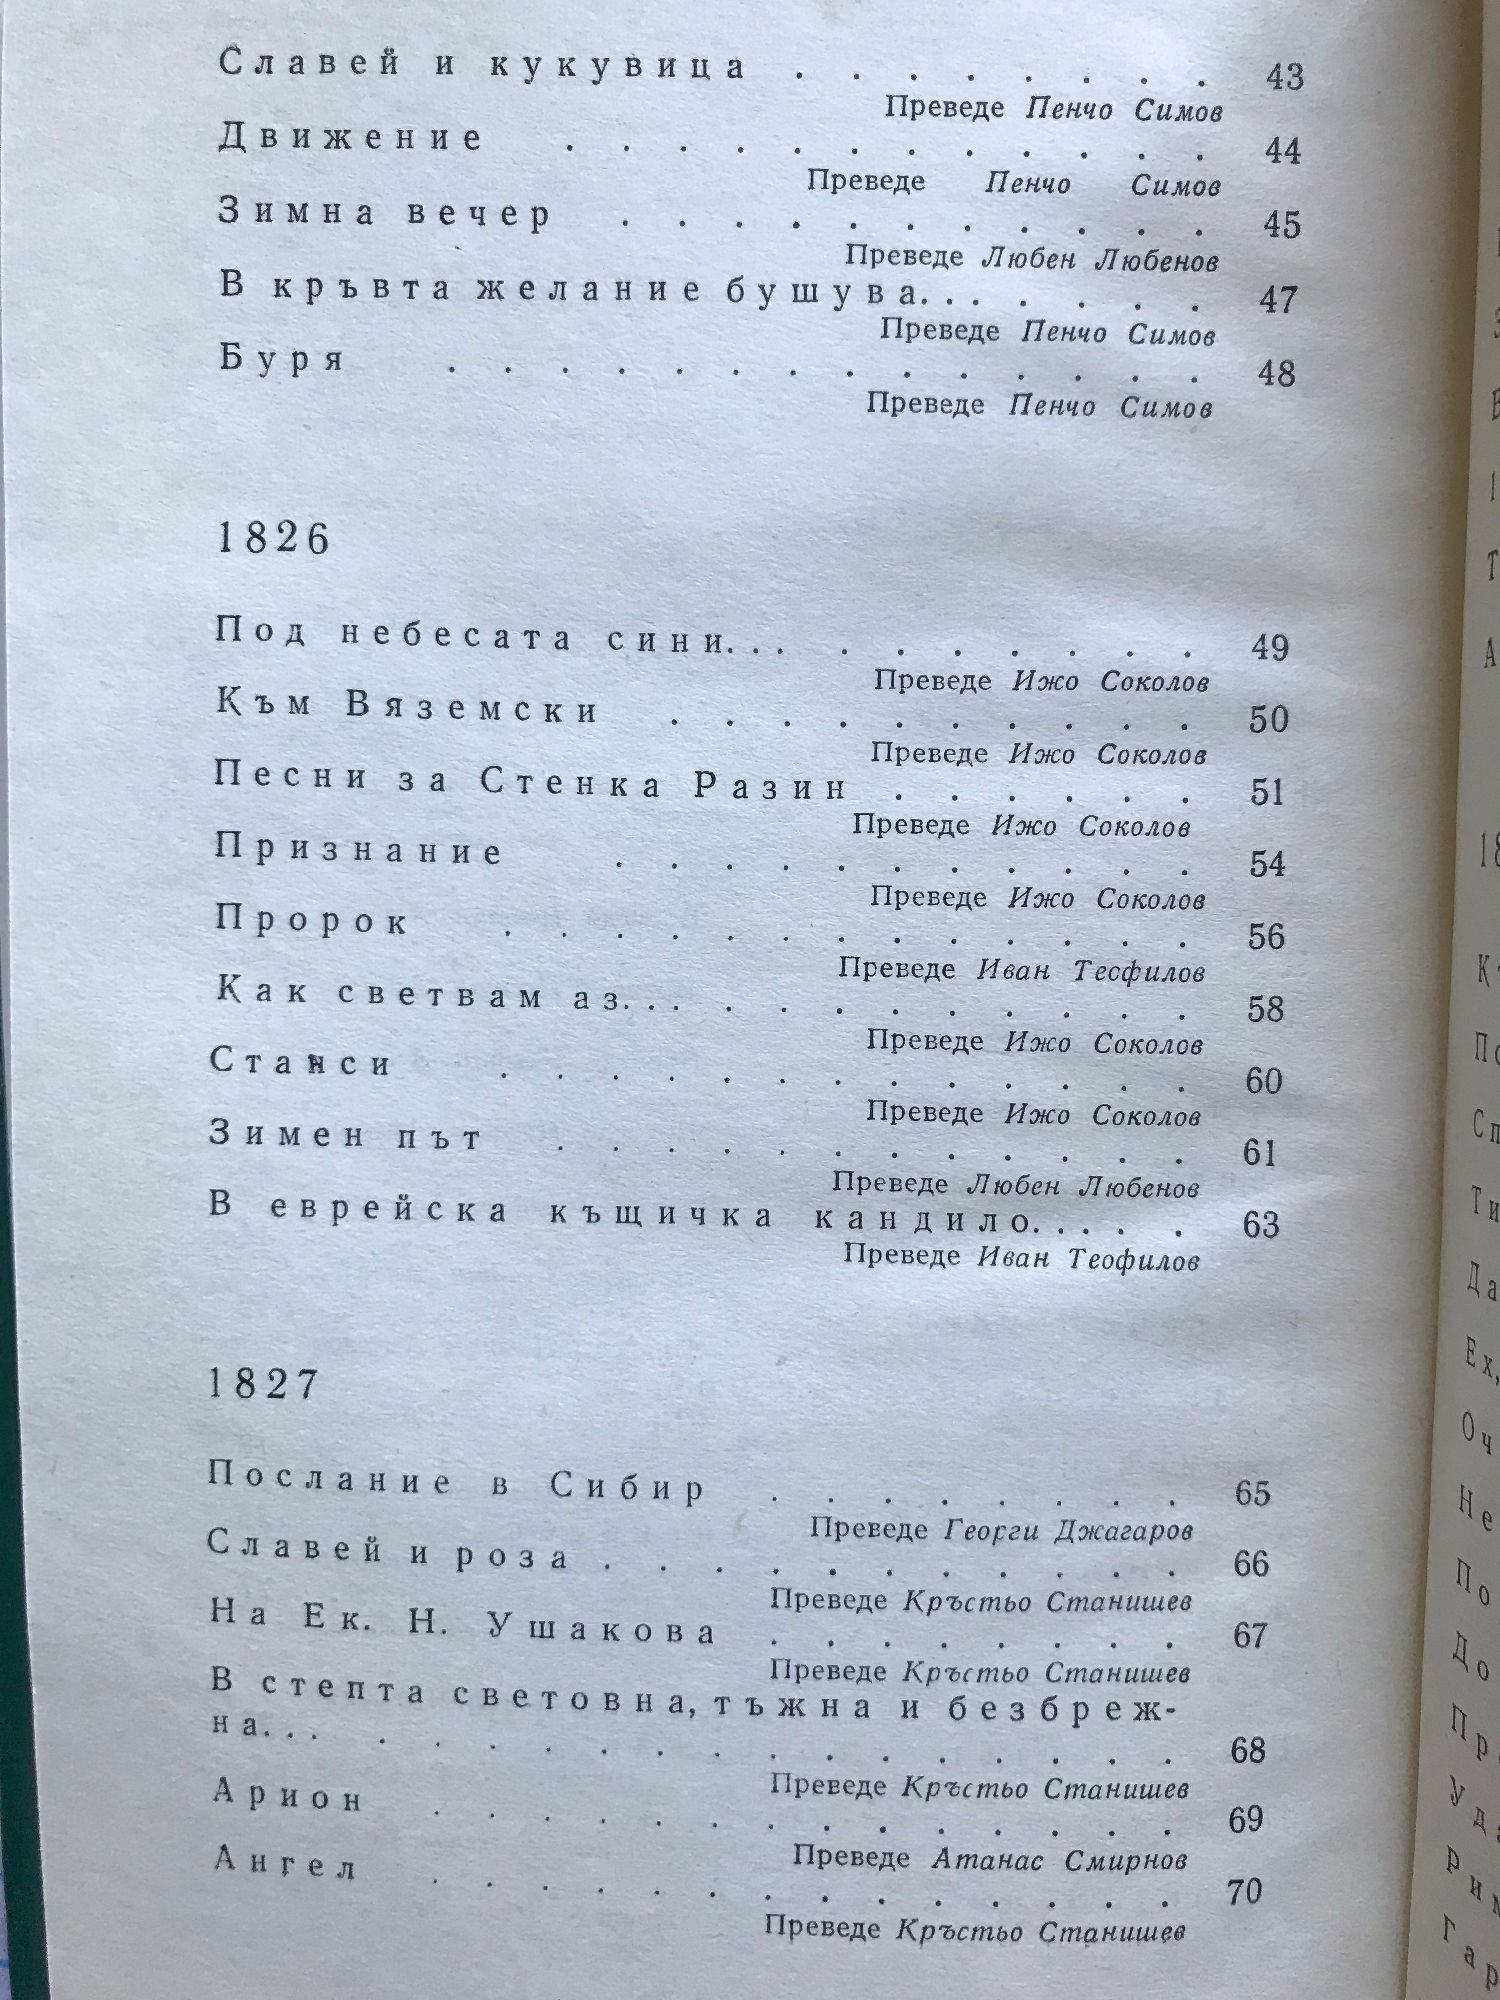 Славей и кукувица . . . . . . . . 43
Преведе Пенчо Симов
Движение . . . . . . . . . . . . 44
Преведе Пенчо Симов
Зимна вечер . . . . . . . . . . . 45
Преведе Любен Любенов
В кръвта желание бушува. . . . . . . . 47
Преведе Пенчо Симов
Буря . . . . . . . . . . . . . . 48
Преведе Пенчо Симов
1826
Под небесата сини. . . . . . . . . . 49
Преведе Ижо Соколов
Към Вяземски . . . . . . . . . . 50
Преведе Ижо Соколов
Песни за Стенка Разин . . . . . . 51
Преведе Ижо Соколов
Признание . . . . . . . . . . . 54
Преведе Ижо Соколов
Пророк . . . . . . . . . . . . . 56
Преведе Иван Тесфилов
Как светвам аз. . . . . . . . . . . . 58
Преведе Ижо Соколов
Станси . . . . . . . . . . . . . 60
Преведе Ижо Соколов
Зимен път . . . . . . . . . . . . 61
Преведе Любен Любенов
В еврейска къщичка кандило. . . . . 63
Преведе Иван Теофилов
1827
Послание в Сибир . . . . . . . . 65
Преведе Георги Джагаров
Славей и роза . . . . . . . . . . . 66
Преведе Кръстьо Станишев
На Ек. Н. Ушакова . . . . . . . . 67
Преведе Кръстьо Станишев
В степта световна, тъжна и безбреж-
на. . . . . . . . . . . . . . . . . . 68
Преведе Кръстьо Станишев
Арион . . . . . . . . . . . . . . 69
Преведе Атанас Смирнов
Ангел . . . . . . . . . . . . . . 70
Преведе Кръстьо Станишев